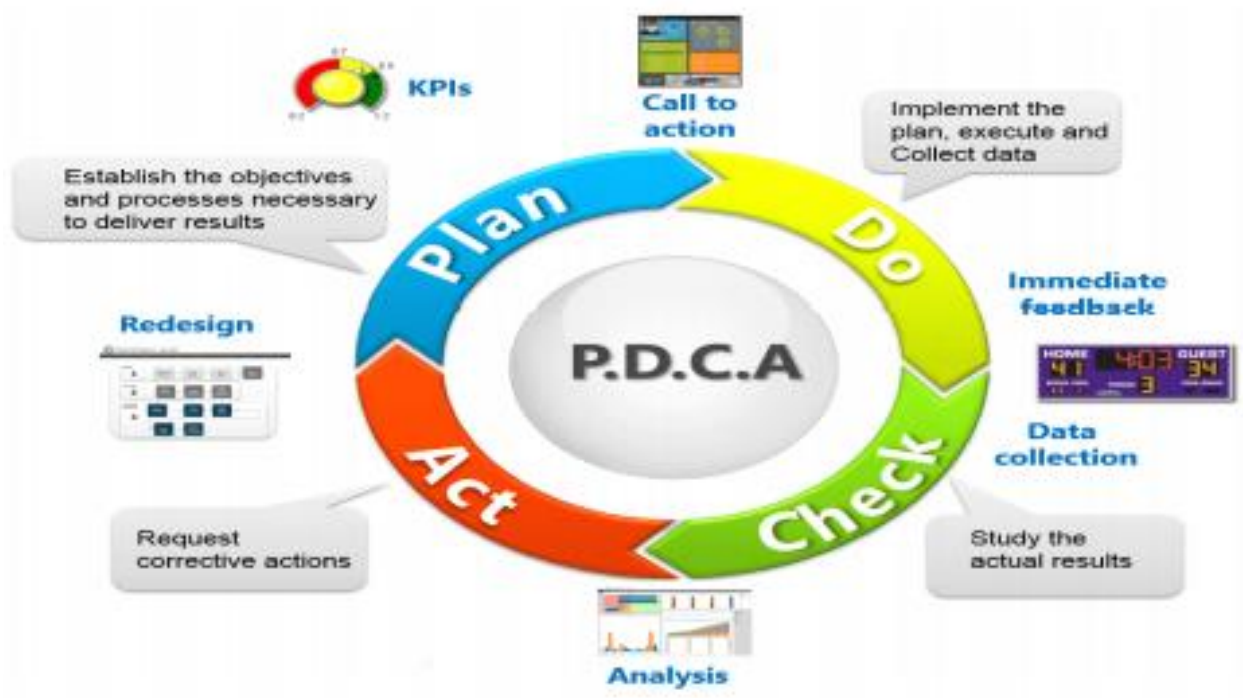 KPIs
Call to
action
Implement the
plan, execute and
Collect data
Establish the objectives
and processes necessary
to deliver results
Plan
Do
Immediate
feedback
HOME
GUEST
41
4:03
34
3
Redesign
P.D.C.A
Data
collection
Act
Check
Request
corrective actions
Study the
actual results
Analysis